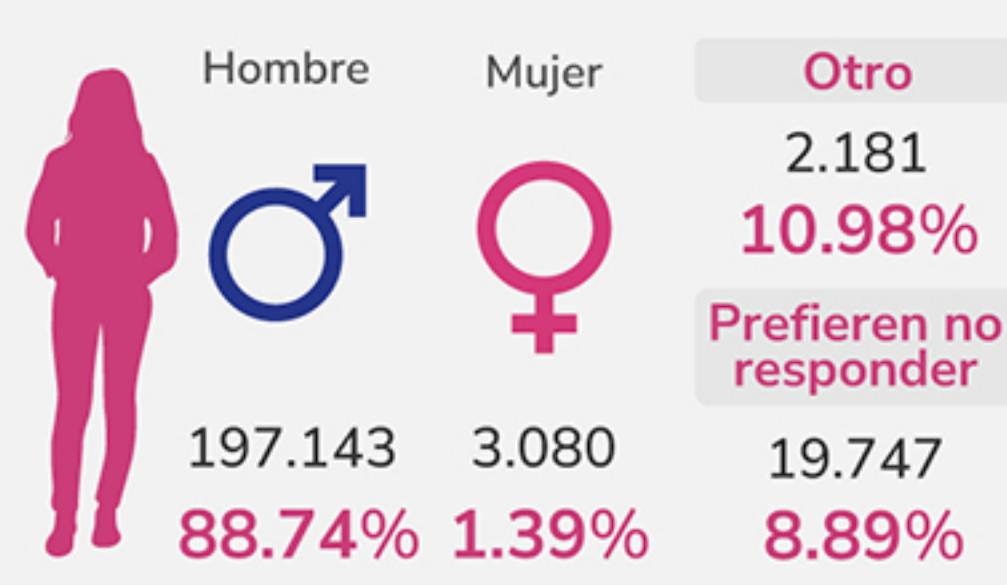 Hombre
197.143
88.74%
Mujer
3.080
1.39%
Otro
2.181
10.98%
Prefieren no
responder
19.747
8.89%